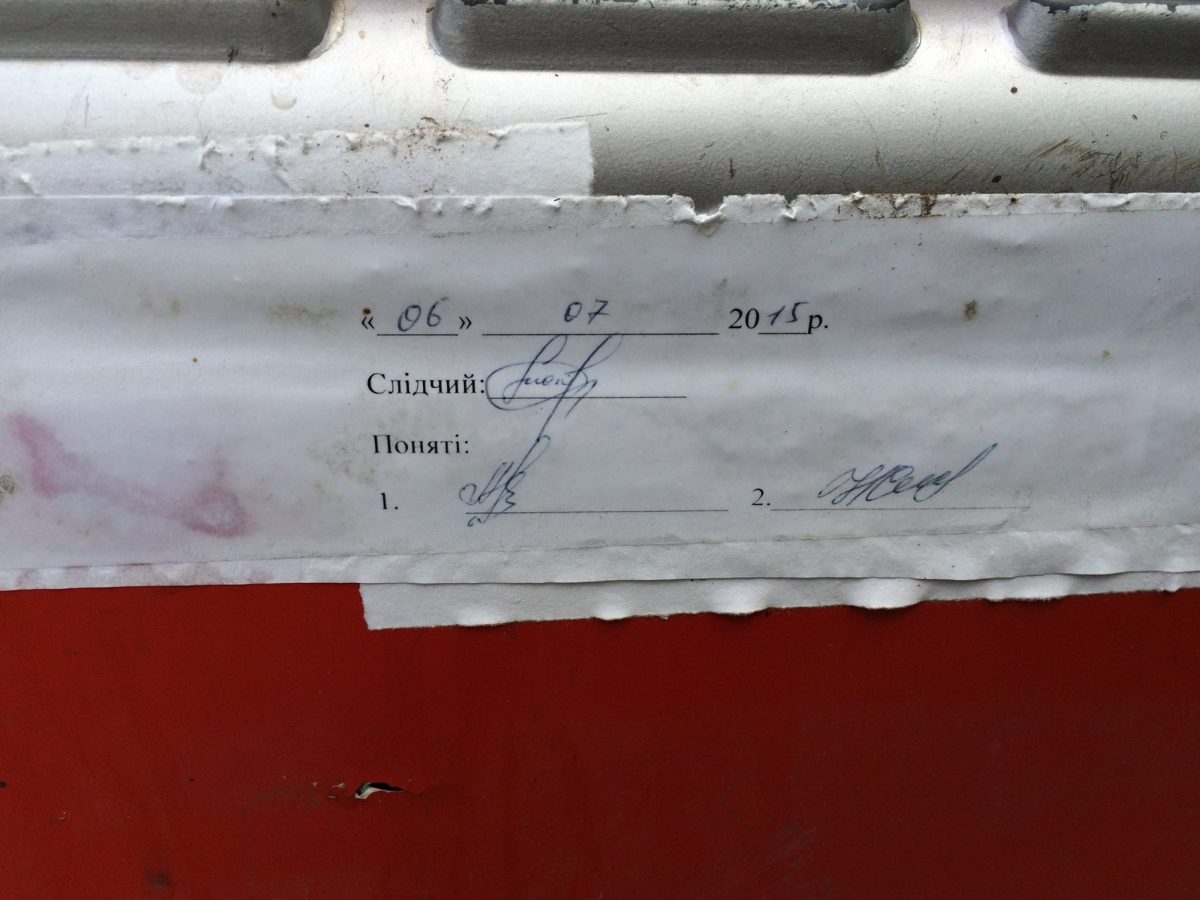 « 06 » 07 2015р.
Слідчий:
Поняті:
1. 2.